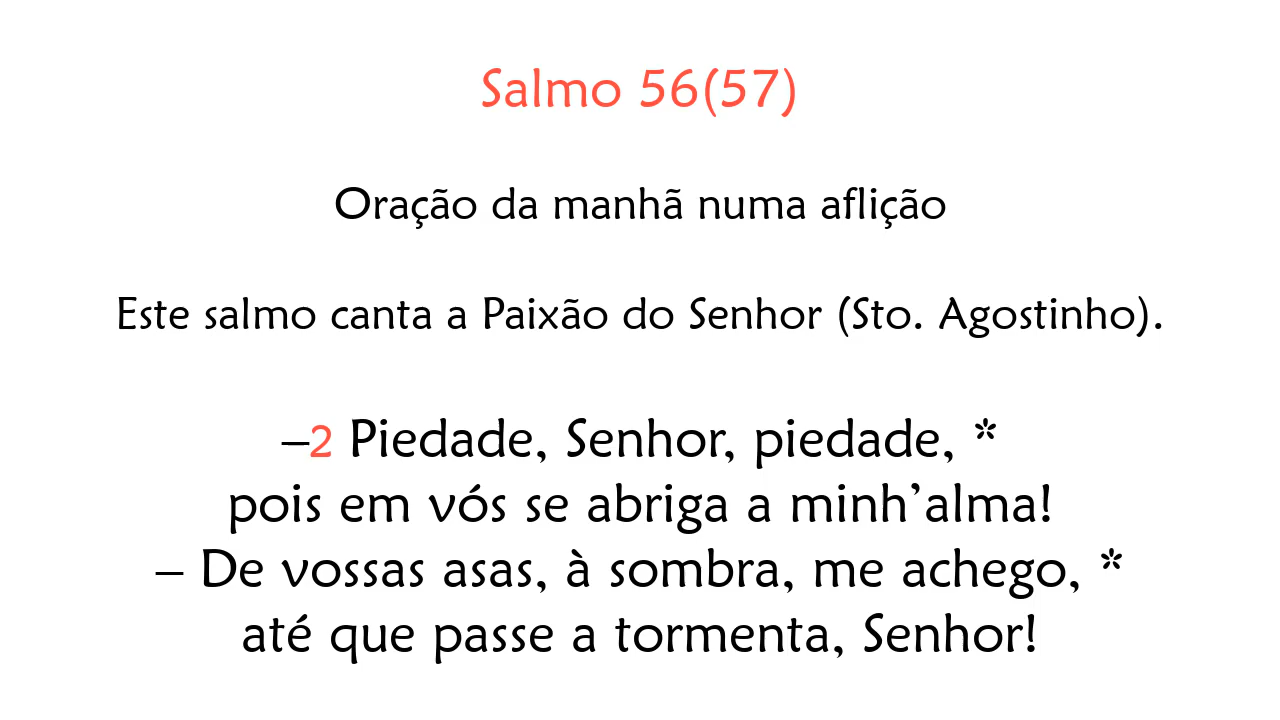 Salmo 56(57)
Oração da manhã numa aflição
Este salmo canta a Paixão do Senhor (Sto. Agostinho).
–2 Piedade, Senhor, piedade, *
pois em vós se abriga a minh’alma!
– De vossas asas, à sombra, me achego, *
até que passe a tormenta, Senhor!